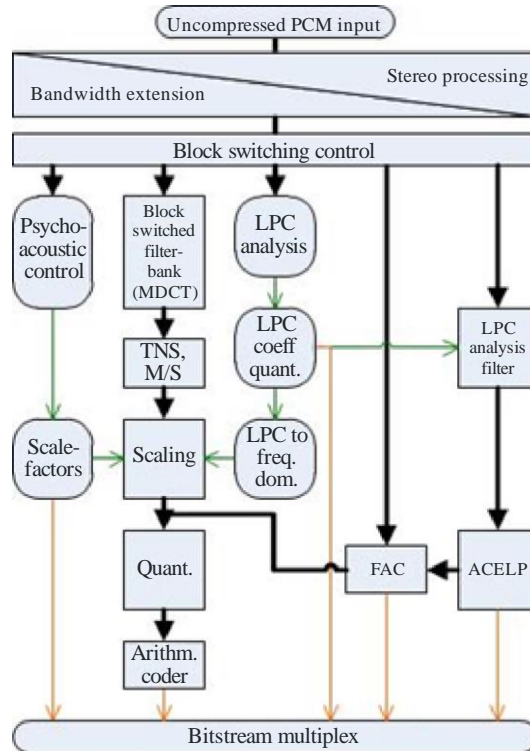 Uncompressed PCM input
Stereo processing
Bandwidth extension
Block switching control
Psycho-
acoustic
control
Block
switched
filter-
bank
(MDCT)
LPC
analysis
LPC
coeff
quant.
LPC
analysis
filter
TNS,
M/S
Scale-
factors
Scaling
LPC to
freq.
dom.
Quant.
FAC
ACELP
Arithm.
coder
Bitstream multiplex